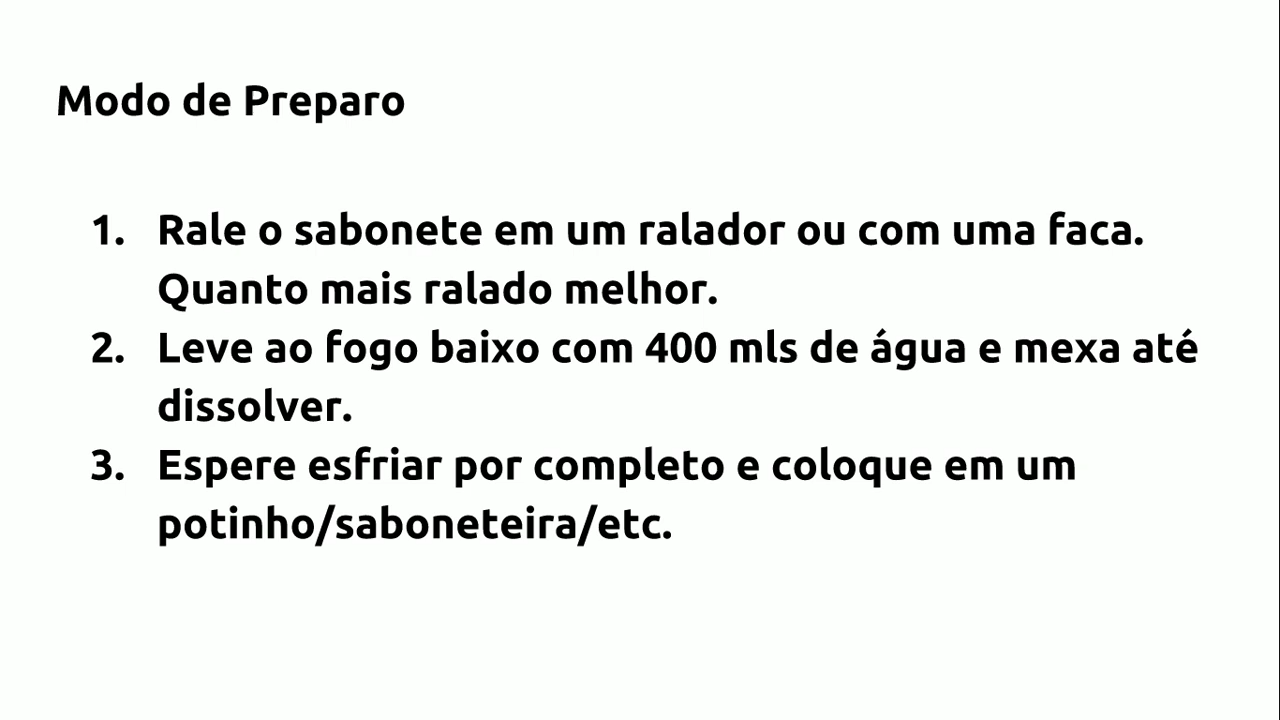 Modo de Preparo
1. Rale o sabonete em um ralador ou com uma faca.
Quanto mais ralado melhor.
2. Leve ao fogo baixo com 400 mls de água e mexa até
dissolver.
3. Espere esfriar por completo e coloque em um
potinho/saboneteira/etc.